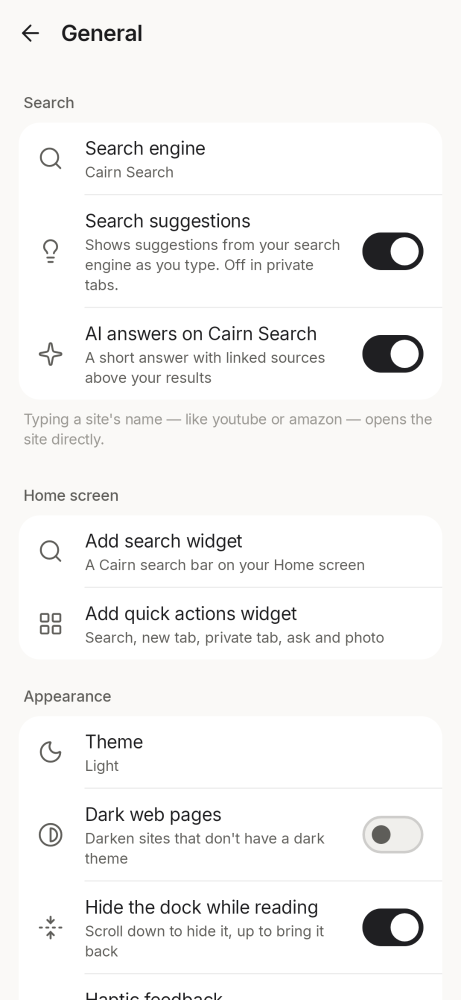 General
Search
Search engine
Cairn Search
Search suggestions
Shows suggestions from your search
engine as you type. Off in private
tabs.
AI answers on Cairn Search
A short answer with linked sources
above your results
Typing a site's name — like youtube or amazon — opens the
site directly.
Home screen
Add search widget
A Cairn search bar on your Home screen
Add quick actions widget
Search, new tab, private tab, ask and photo
Appearance
Theme
Light
Dark web pages
Darken sites that don't have a dark
theme
Hide the dock while reading
Scroll down to hide it, up to bring it
back
Haptic feedback